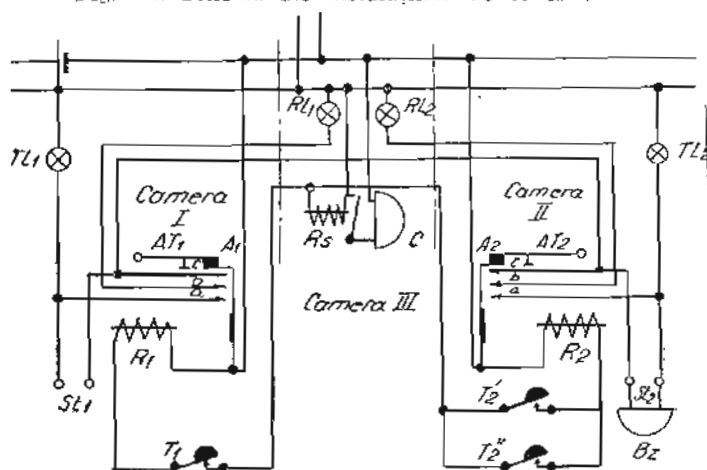 RL1 RL2
TL1 TL2
Camera I
Camera II
AT1 A1
Rs C
A2 AT2
c
b
a
c
b
a
Camera III
R1 R2
St1
T1
T2'
T2"
St2
Bz